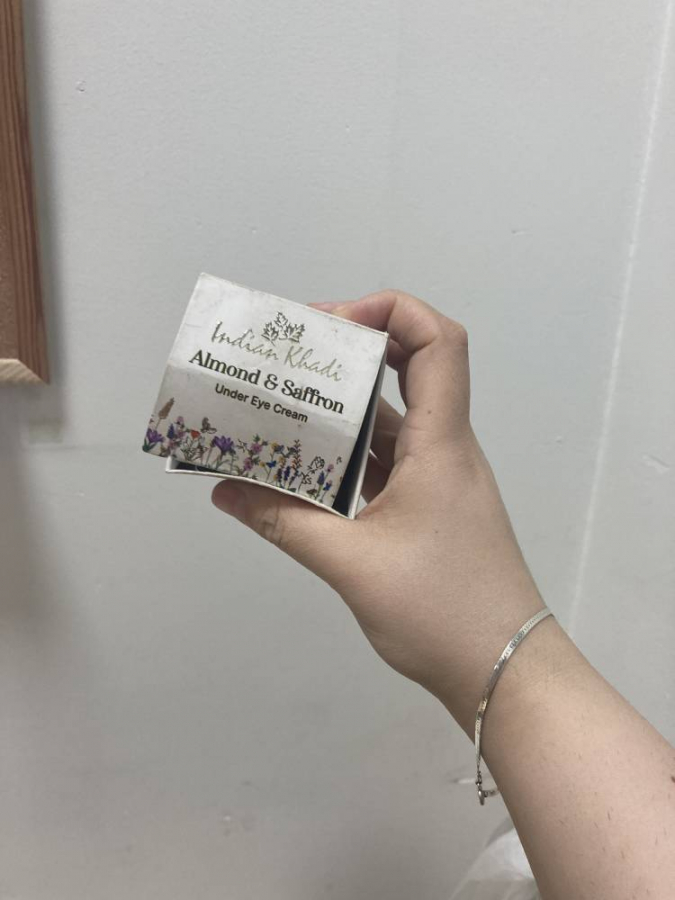 Indian Khadi
Almond & Saffron
Under Eye Cream